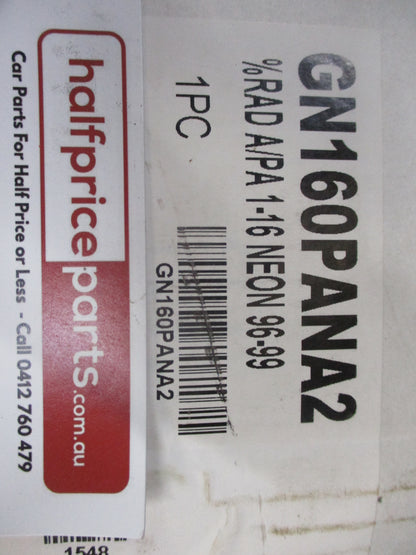 GN160PANA2
%RAD A/PA 1-16 NEON 96-99
1PC
GN160PANA2
halfpriceparts.com.au
Car Parts For Half Price or Less - Call 0412 760 479
1548